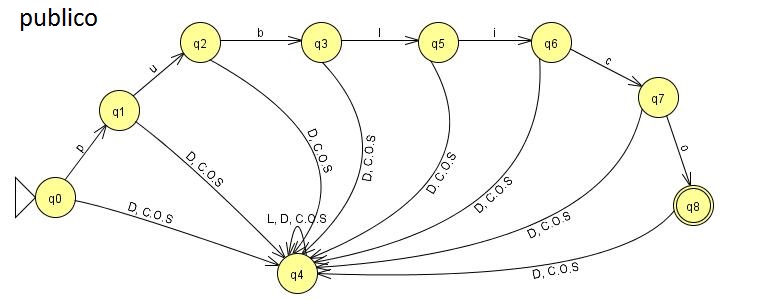 publico
q0
p
q1
u
q2
b
q3
l
q5
i
q6
c
q7
o
q8
D, C.O.S
D, C.O.S
D, C.O.S
D, C.O.S
D, C.O.S
D, C.O.S
D, C.O.S
D, C.O.S
L, D, C.O.S
q4